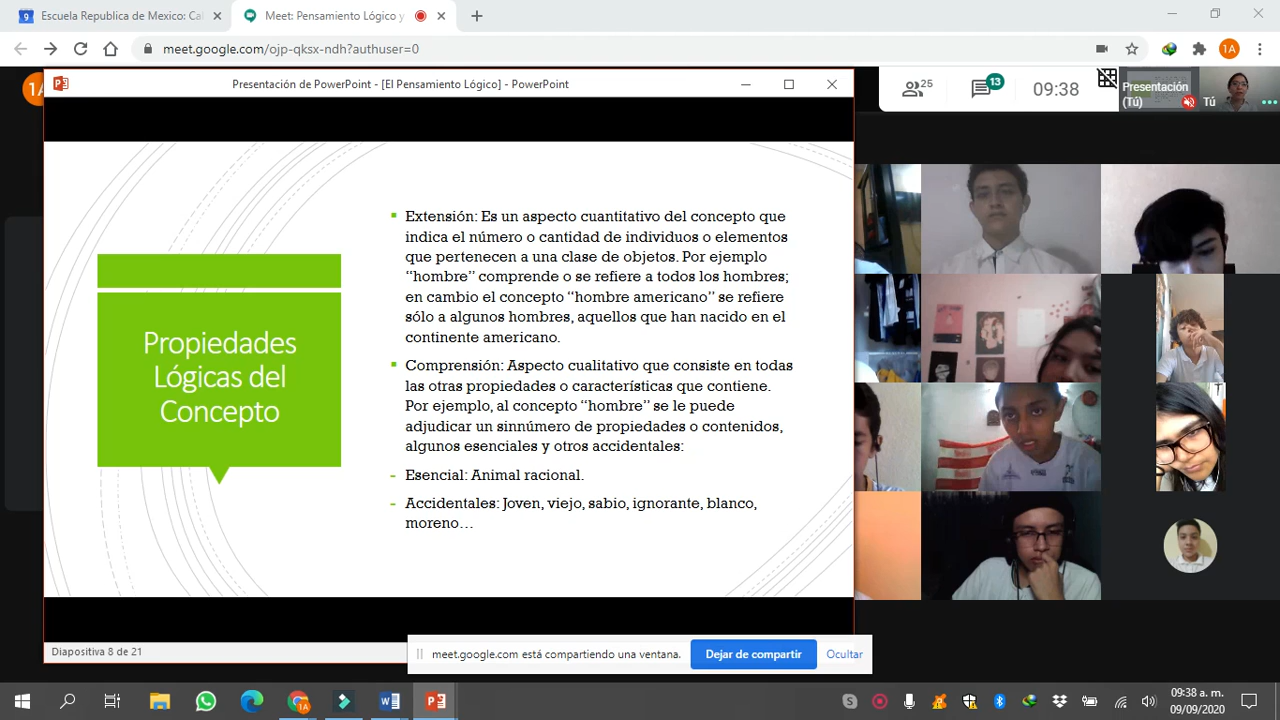 Escuela Republica de Mexico: Cal
Meet: Pensamiento Lógico y
meet.google.com/ojp-qksx-ndh?authuser=0
1A
1A
Presentación de PowerPoint - [El Pensamiento Lógico] - PowerPoint
25
13
09:38
Presentación
(Tú)
Tú
Propiedades
Lógicas del
Concepto
Extensión: Es un aspecto cuantitativo del concepto que
indica el número o cantidad de individuos o elementos
que pertenecen a una clase de objetos. Por ejemplo
“hombre” comprende o se refiere a todos los hombres;
en cambio el concepto “hombre americano” se refiere
sólo a algunos hombres, aquellos que han nacido en el
continente americano.
Comprensión: Aspecto cualitativo que consiste en todas
las otras propiedades o características que contiene.
Por ejemplo, al concepto “hombre” se le puede
adjudicar un sinnúmero de propiedades o contenidos,
algunos esenciales y otros accidentales:
- Esencial: Animal racional.
- Accidentales: Joven, viejo, sabio, ignorante, blanco,
moreno…
Diapositiva 8 de 21
meet.google.com está compartiendo una ventana.
Dejar de compartir
Ocultar
09:38 a. m.
09/09/2020